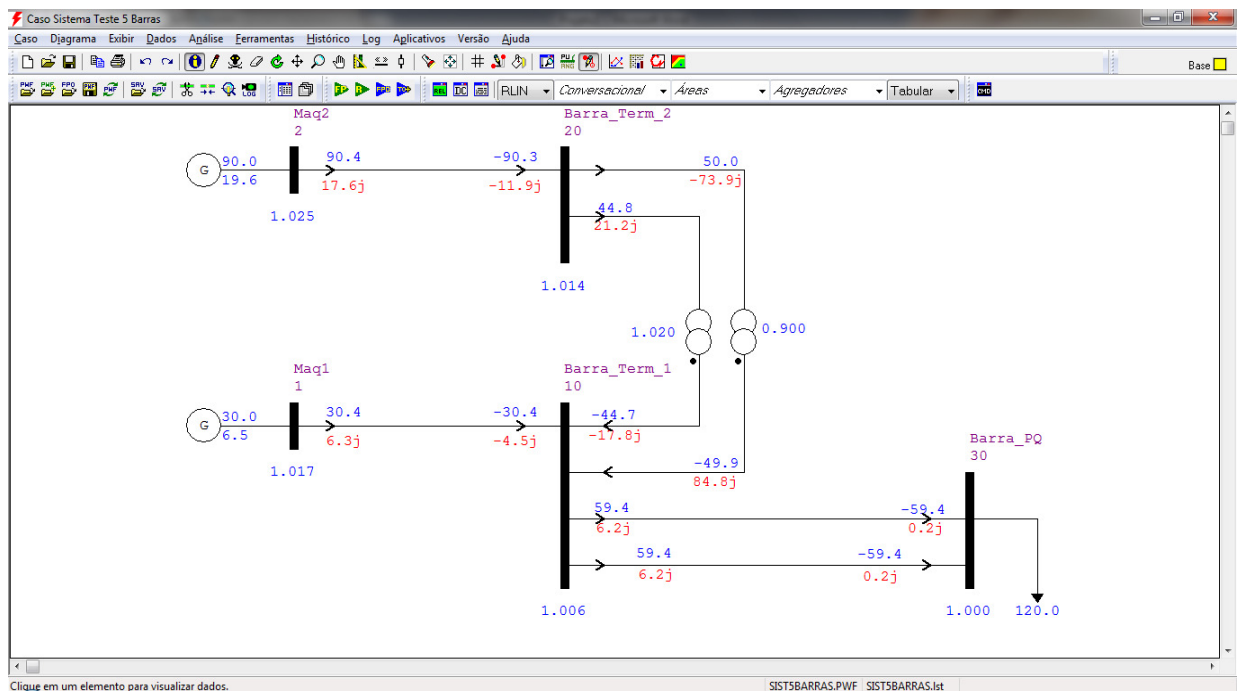 Caso Sistema Teste 5 Barras
Caso Diagrama Exibir Dados Análise Ferramentas Histórico Log Aplicativos Versão Ajuda
Base
RLIN Conversacional Áreas Agregadores Tabular
Maq2
2
Barra_Term_2
20
G
90.0
19.6
90.4
17.6j
-90.3
-11.9j
50.0
-73.9j
44.8
21.2j
1.025
1.014
1.020
0.900
Maq1
1
Barra_Term_1
10
G
30.0
6.5
30.4
6.3j
-30.4
-4.5j
-44.7
-17.8j
-49.9
84.8j
1.017
Barra_PQ
30
59.4
6.2j
-59.4
0.2j
59.4
6.2j
-59.4
0.2j
1.006
1.000
120.0
Clique em um elemento para visualizar dados.
SIST5BARRAS.PWF SIST5BARRAS.lst